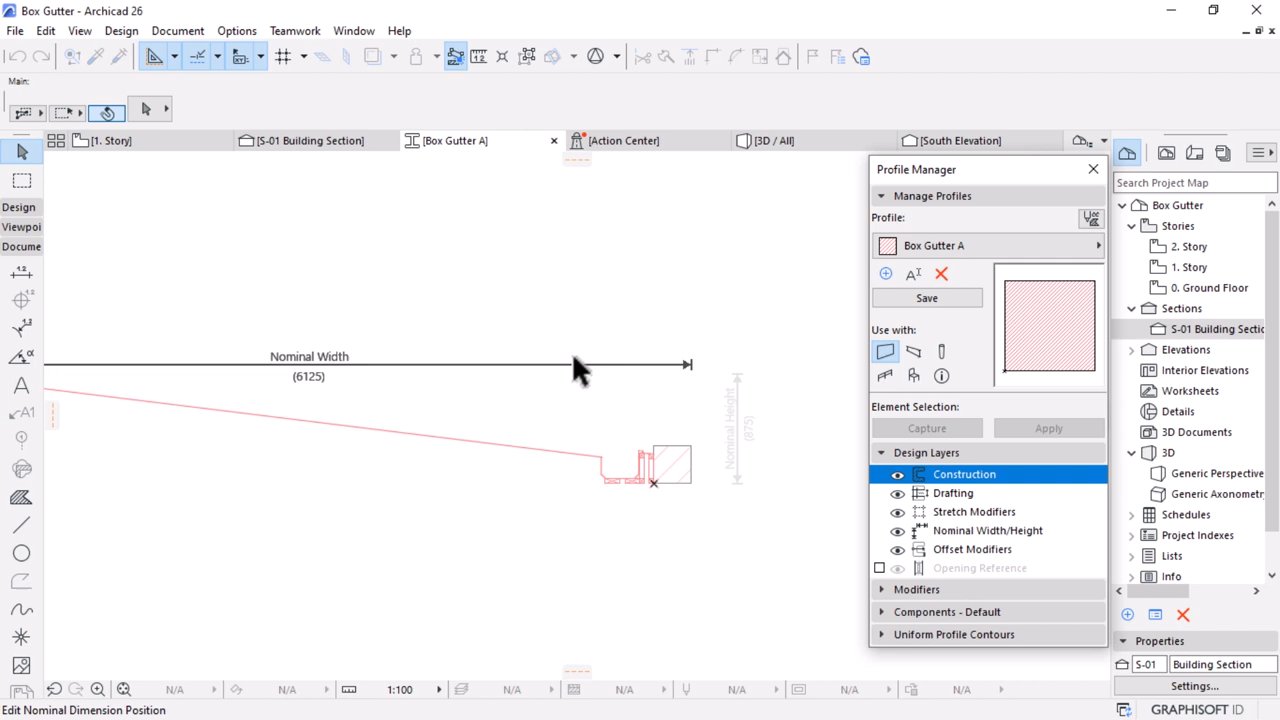 Box Gutter - Archicad 26
File Edit View Design Document Options Teamwork Window Help
Main:
[1. Story]
[S-01 Building Section]
[Box Gutter A]
[Action Center]
[3D / All]
[South Elevation]
Design
Viewpoi
Docume
Nominal Width
(6125)
Nominal Height
(875)
Profile Manager
Manage Profiles
Profile:
Box Gutter A
Save
Use with:
Element Selection:
Capture
Apply
Design Layers
Construction
Drafting
Stretch Modifiers
Nominal Width/Height
Offset Modifiers
Opening Reference
Modifiers
Components - Default
Uniform Profile Contours
Search Project Map
Box Gutter
Stories
2. Story
1. Story
0. Ground Floor
Sections
S-01 Building Sectio
Elevations
Interior Elevations
Worksheets
Details
3D Documents
3D
Generic Perspective
Generic Axonometr
Schedules
Project Indexes
Lists
Info
Properties
S-01
Building Section
Settings...
N/A
N/A
1:100
N/A
N/A
N/A
N/A
N/A
Edit Nominal Dimension Position
GRAPHISOFT ID